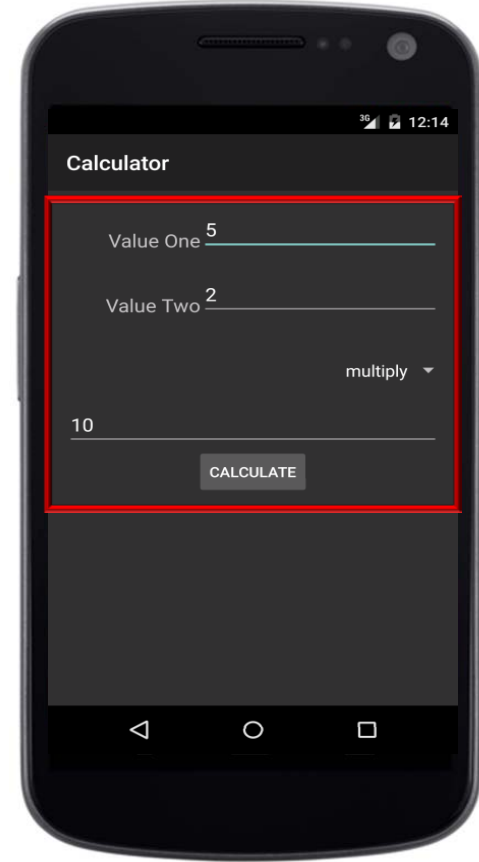 3G 12:14
Calculator
Value One 5
Value Two 2
multiply
10
CALCULATE